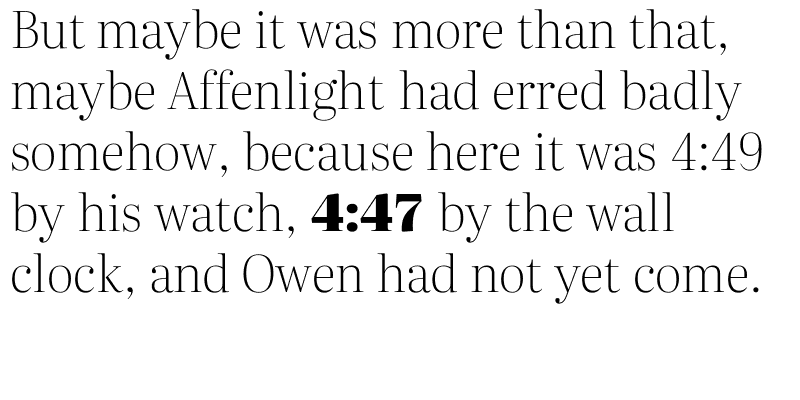 But maybe it was more than that,
maybe Affenlight had erred badly
somehow, because here it was 4:49
by his watch, 4:47 by the wall
clock, and Owen had not yet come.